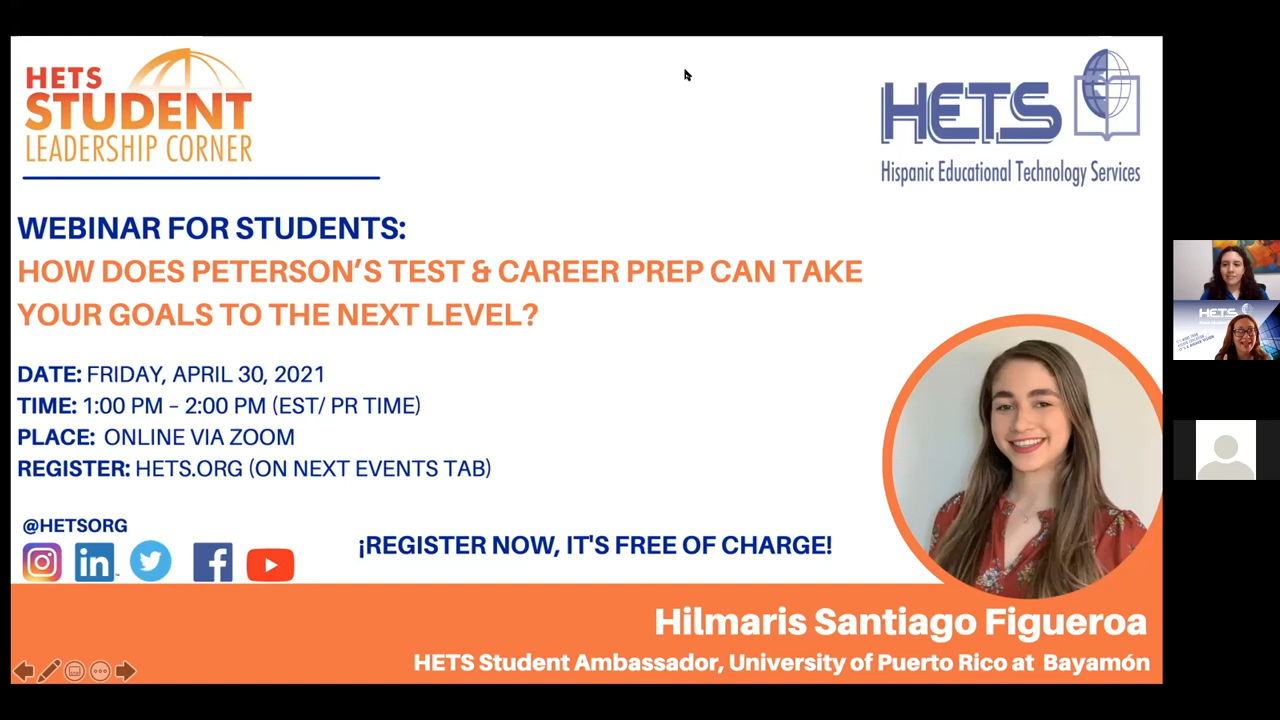 HETS
STUDENT
LEADERSHIP CORNER
HETS
Hispanic Educational Technology Services
WEBINAR FOR STUDENTS:
HOW DOES PETERSON'S TEST & CAREER PREP CAN TAKE
YOUR GOALS TO THE NEXT LEVEL?
DATE: FRIDAY, APRIL 30, 2021
TIME: 1:00 PM – 2:00 PM (EST/ PR TIME)
PLACE: ONLINE VIA ZOOM
REGISTER: HETS.ORG (ON NEXT EVENTS TAB)
@HETSORG
in
¡REGISTER NOW, IT'S FREE OF CHARGE!
Hilmaris Santiago Figueroa
HETS Student Ambassador, University of Puerto Rico at Bayamón
HETS